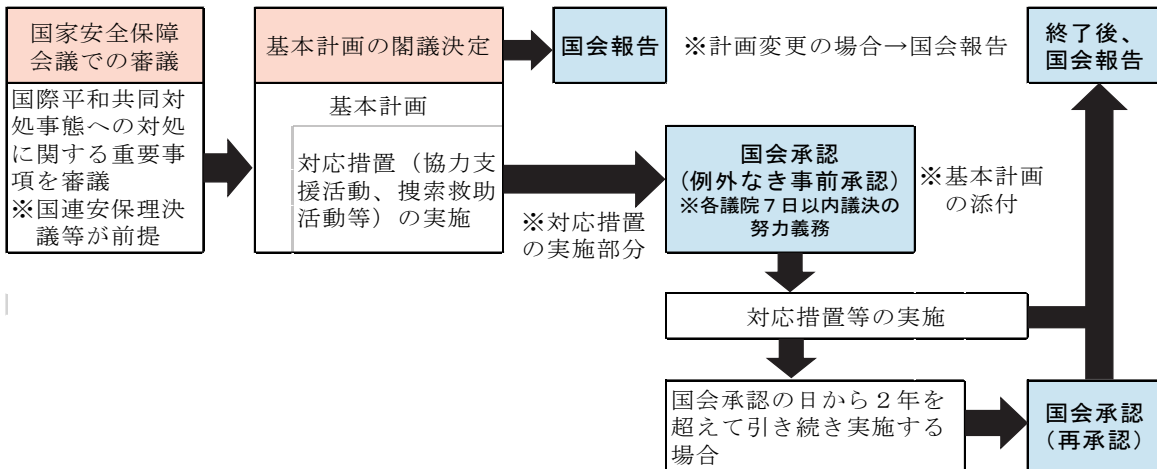 国家安全保障
会議での審議
国際平和共同対
処事態への対処
に関する重要事
項を審議
※国連安保理決
議等が前提
基本計画の閣議決定
基本計画
対応措置（協力支
援活動、捜索救助
活動等）の実施
国会報告
※計画変更の場合→国会報告
※対応措置
の実施部分
国会承認
（例外なき事前承認）
※各議院７日以内議決の
努力義務
※基本計画
の添付
対応措置等の実施
国会承認の日から２年を
超えて引き続き実施する
場合
国会承認
（再承認）
終了後、
国会報告